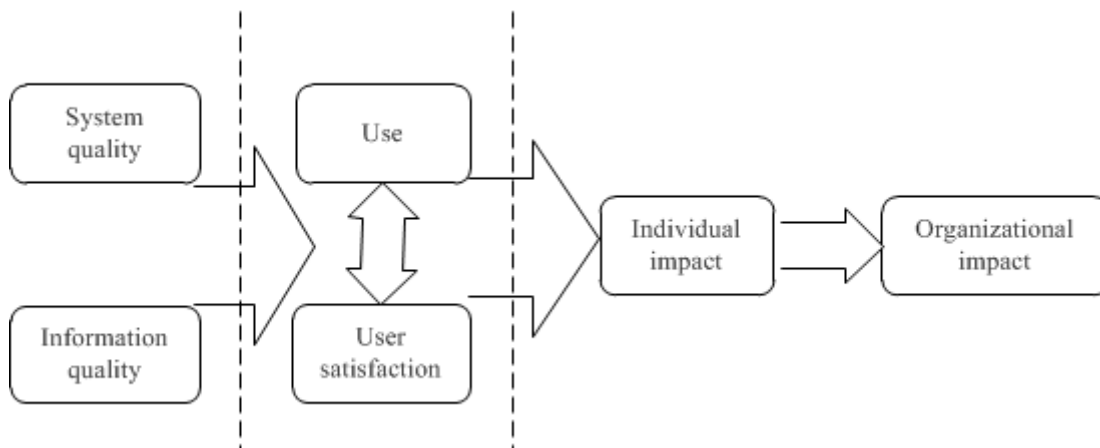 System
quality
Use
Individual
impact
Organizational
impact
Information
quality
User
satisfaction